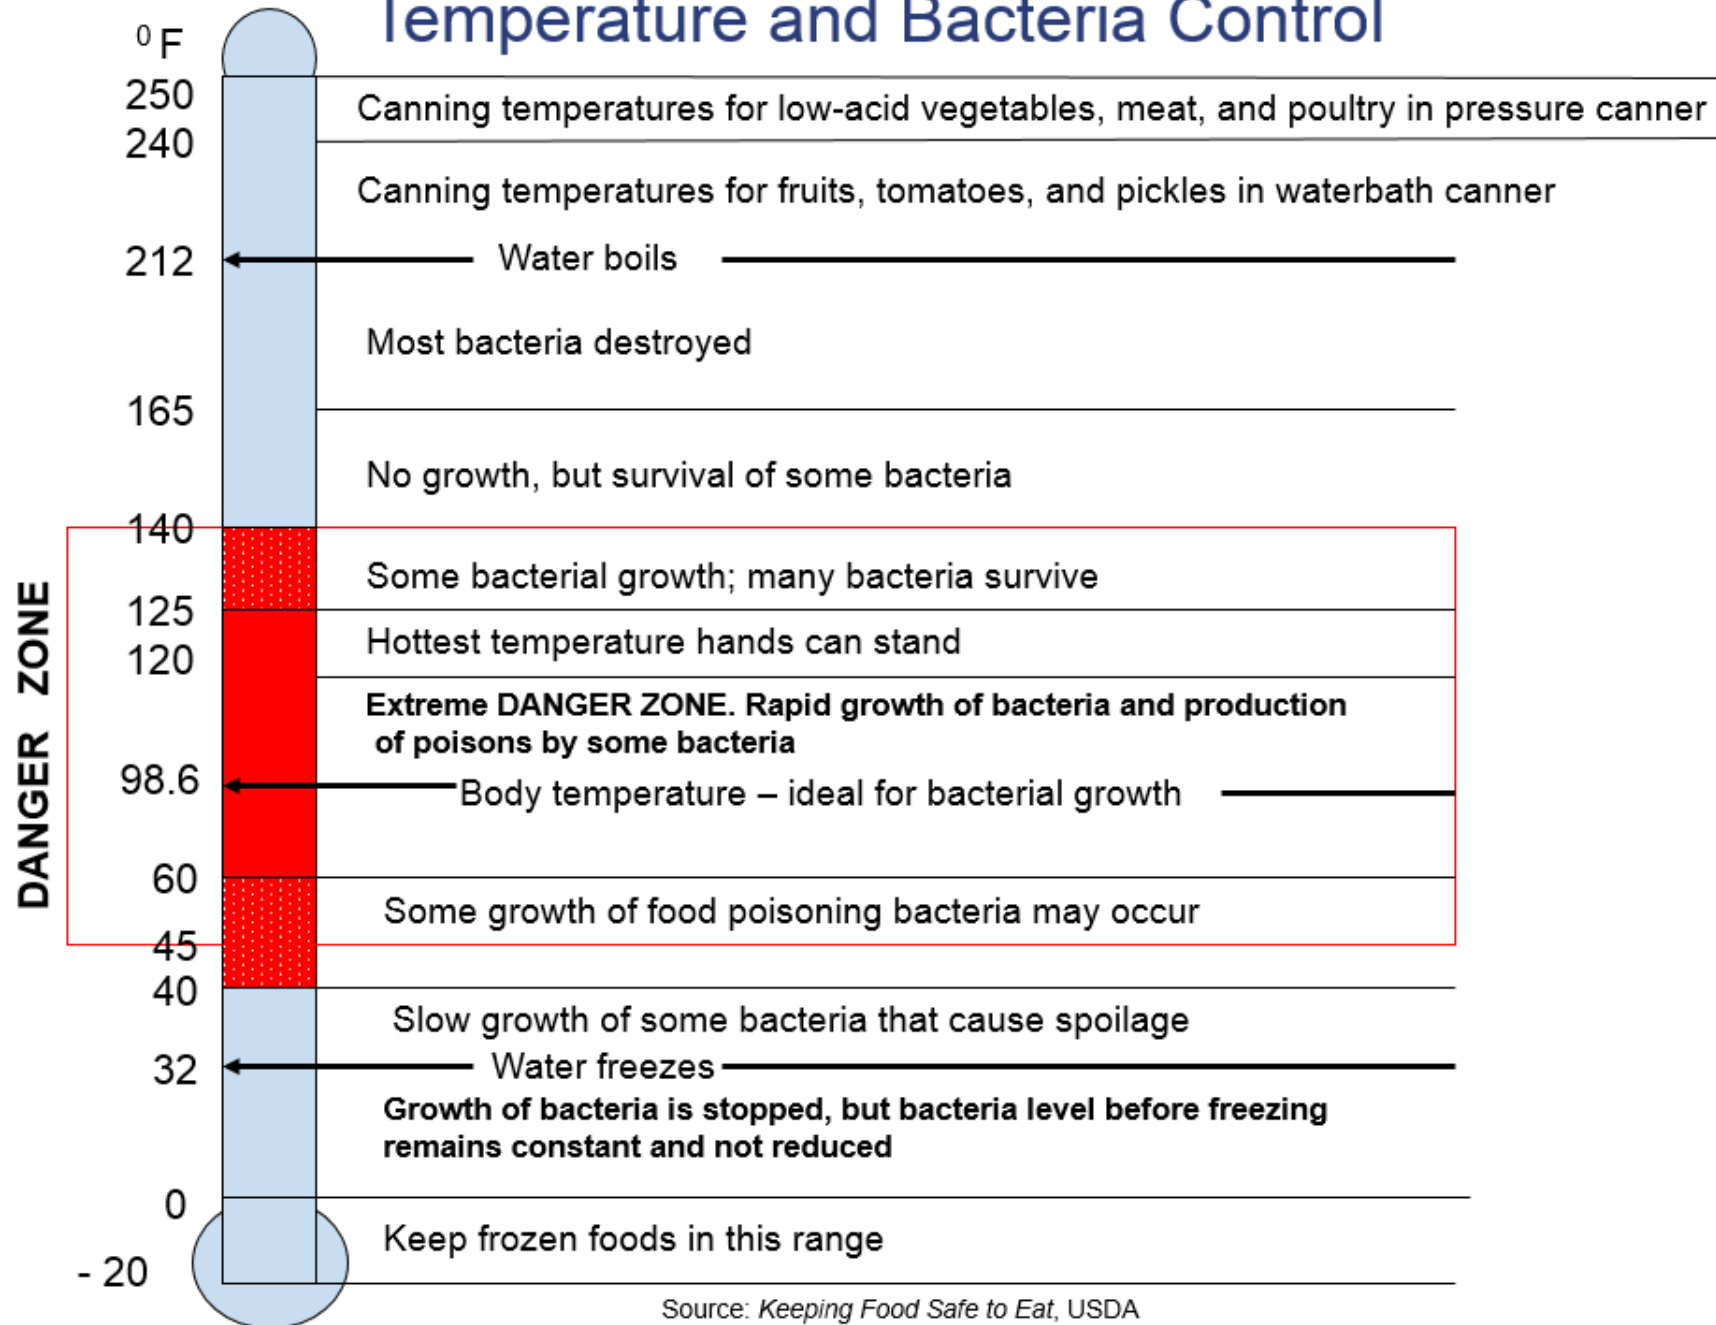 Temperature and Bacteria Control
⁰ F
250
Canning temperatures for low-acid vegetables, meat, and poultry in pressure canner
240
Canning temperatures for fruits, tomatoes, and pickles in waterbath canner
212
Water boils
Most bacteria destroyed
165
No growth, but survival of some bacteria
140
Some bacterial growth; many bacteria survive
125
Hottest temperature hands can stand
120
Extreme DANGER ZONE. Rapid growth of bacteria and production
of poisons by some bacteria
98.6
Body temperature – ideal for bacterial growth
60
Some growth of food poisoning bacteria may occur
45
40
Slow growth of some bacteria that cause spoilage
32
Water freezes
Growth of bacteria is stopped, but bacteria level before freezing
remains constant and not reduced
0
Keep frozen foods in this range
- 20
DANGER ZONE
Source: Keeping Food Safe to Eat, USDA